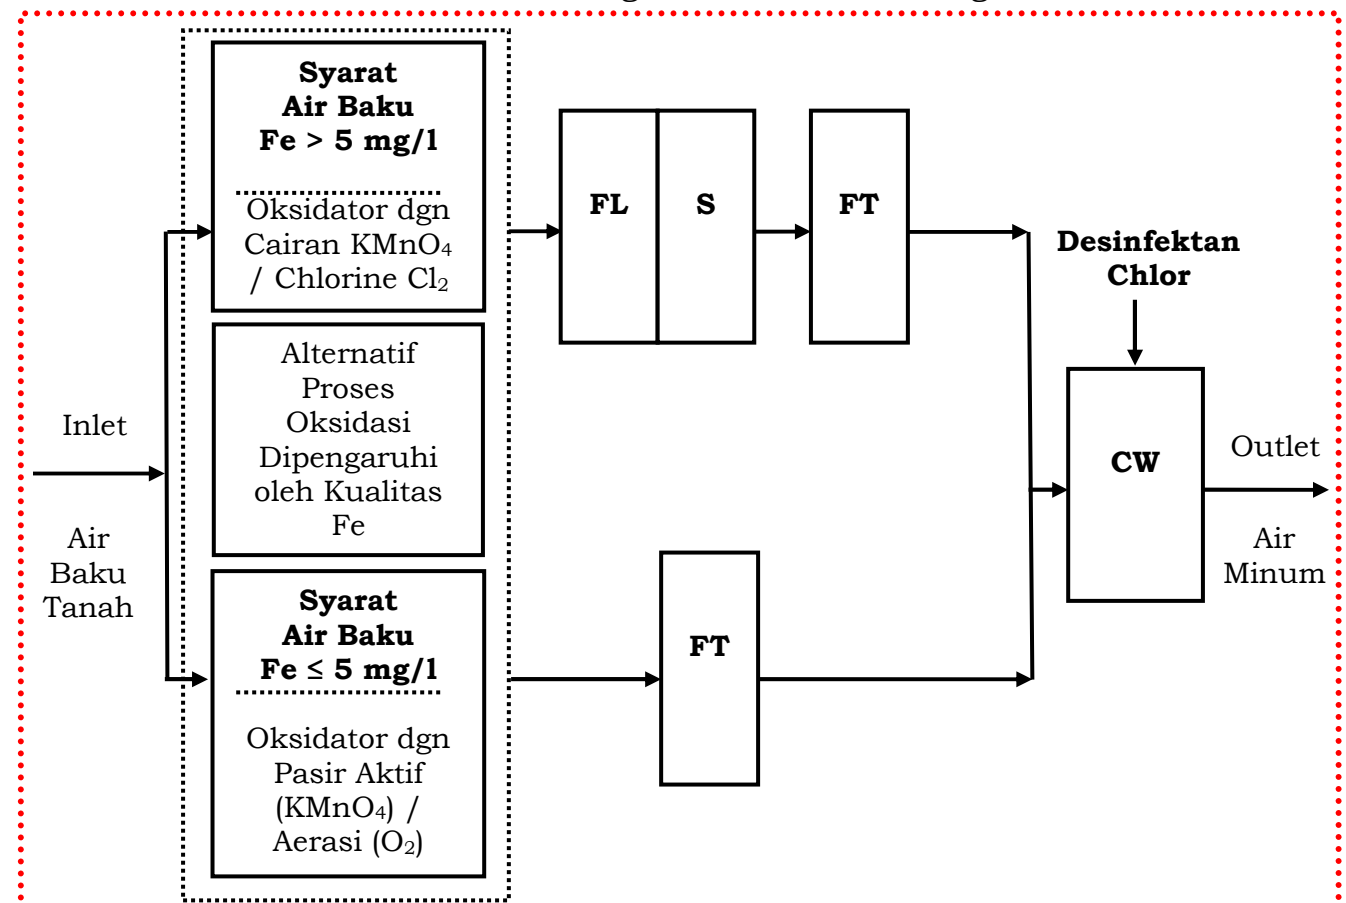 Syarat
Air Baku
Fe > 5 mg/l
Oksidator dgn
Cairan KMnO₄
/ Chlorine Cl₂
Alternatif
Proses
Oksidasi
Dipengaruhi
oleh Kualitas
Fe
Syarat
Air Baku
Fe ≤ 5 mg/l
Oksidator dgn
Pasir Aktif
(KMnO₄) /
Aerasi (O₂)
Inlet
Air
Baku
Tanah
FL
S
FT
FT
Desinfektan
Chlor
CW
Outlet
Air
Minum